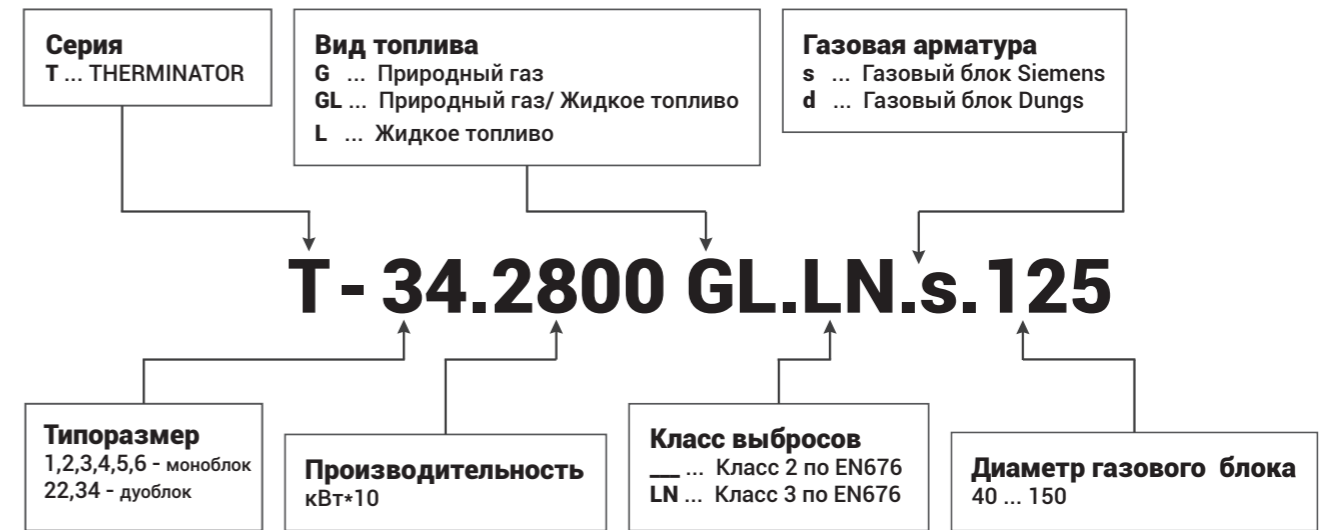 Серия
T ... THERMINATOR
Вид топлива
G ... Природный газ
GL ... Природный газ/ Жидкое топливо
L ... Жидкое топливо
Газовая арматура
s ... Газовый блок Siemens
d ... Газовый блок Dungs
T - 34.2800 GL.LN.s.125
Типоразмер
1,2,3,4,5,6 - моноблок
22,34 - дуоблок
Производительность
кВт*10
Класс выбросов
__ ... Класс 2 по EN676
LN ... Класс 3 по EN676
Диаметр газового блока
40 ... 150